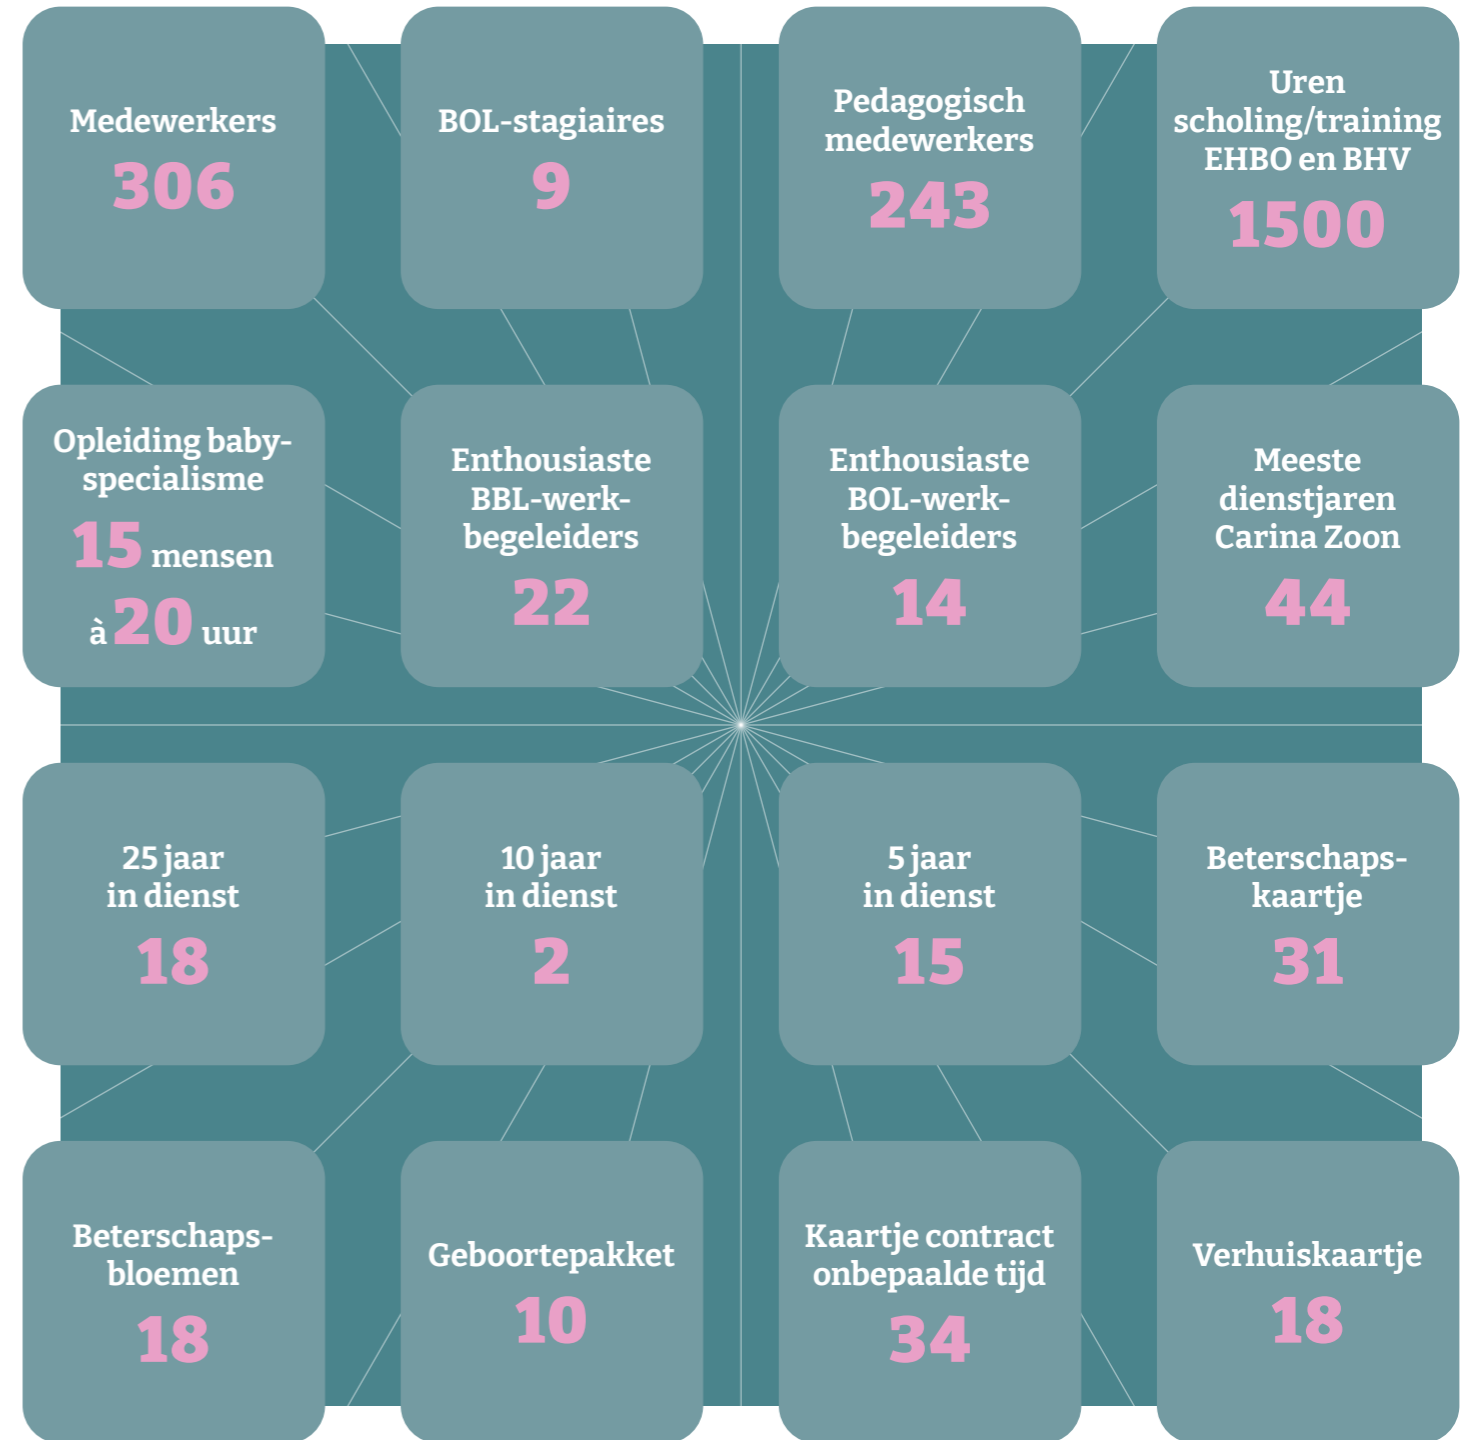 Medewerkers
306
BOL-stagiaires
9
Pedagogisch
medewerkers
243
Uren
scholing/training
EHBO en BHV
1500
Opleiding baby-
specialisme
15 mensen
à 20 uur
Enthousiaste
BBL-werk-
begeleiders
22
Enthousiaste
BOL-werk-
begeleiders
14
Meeste
dienstjaren
Carina Zoon
44
25 jaar
in dienst
18
10 jaar
in dienst
2
5 jaar
in dienst
15
Beterschaps-
kaartje
31
Beterschaps-
bloemen
18
Geboortepakket
10
Kaartje contract
onbepaalde tijd
34
Verhuiskaartje
18